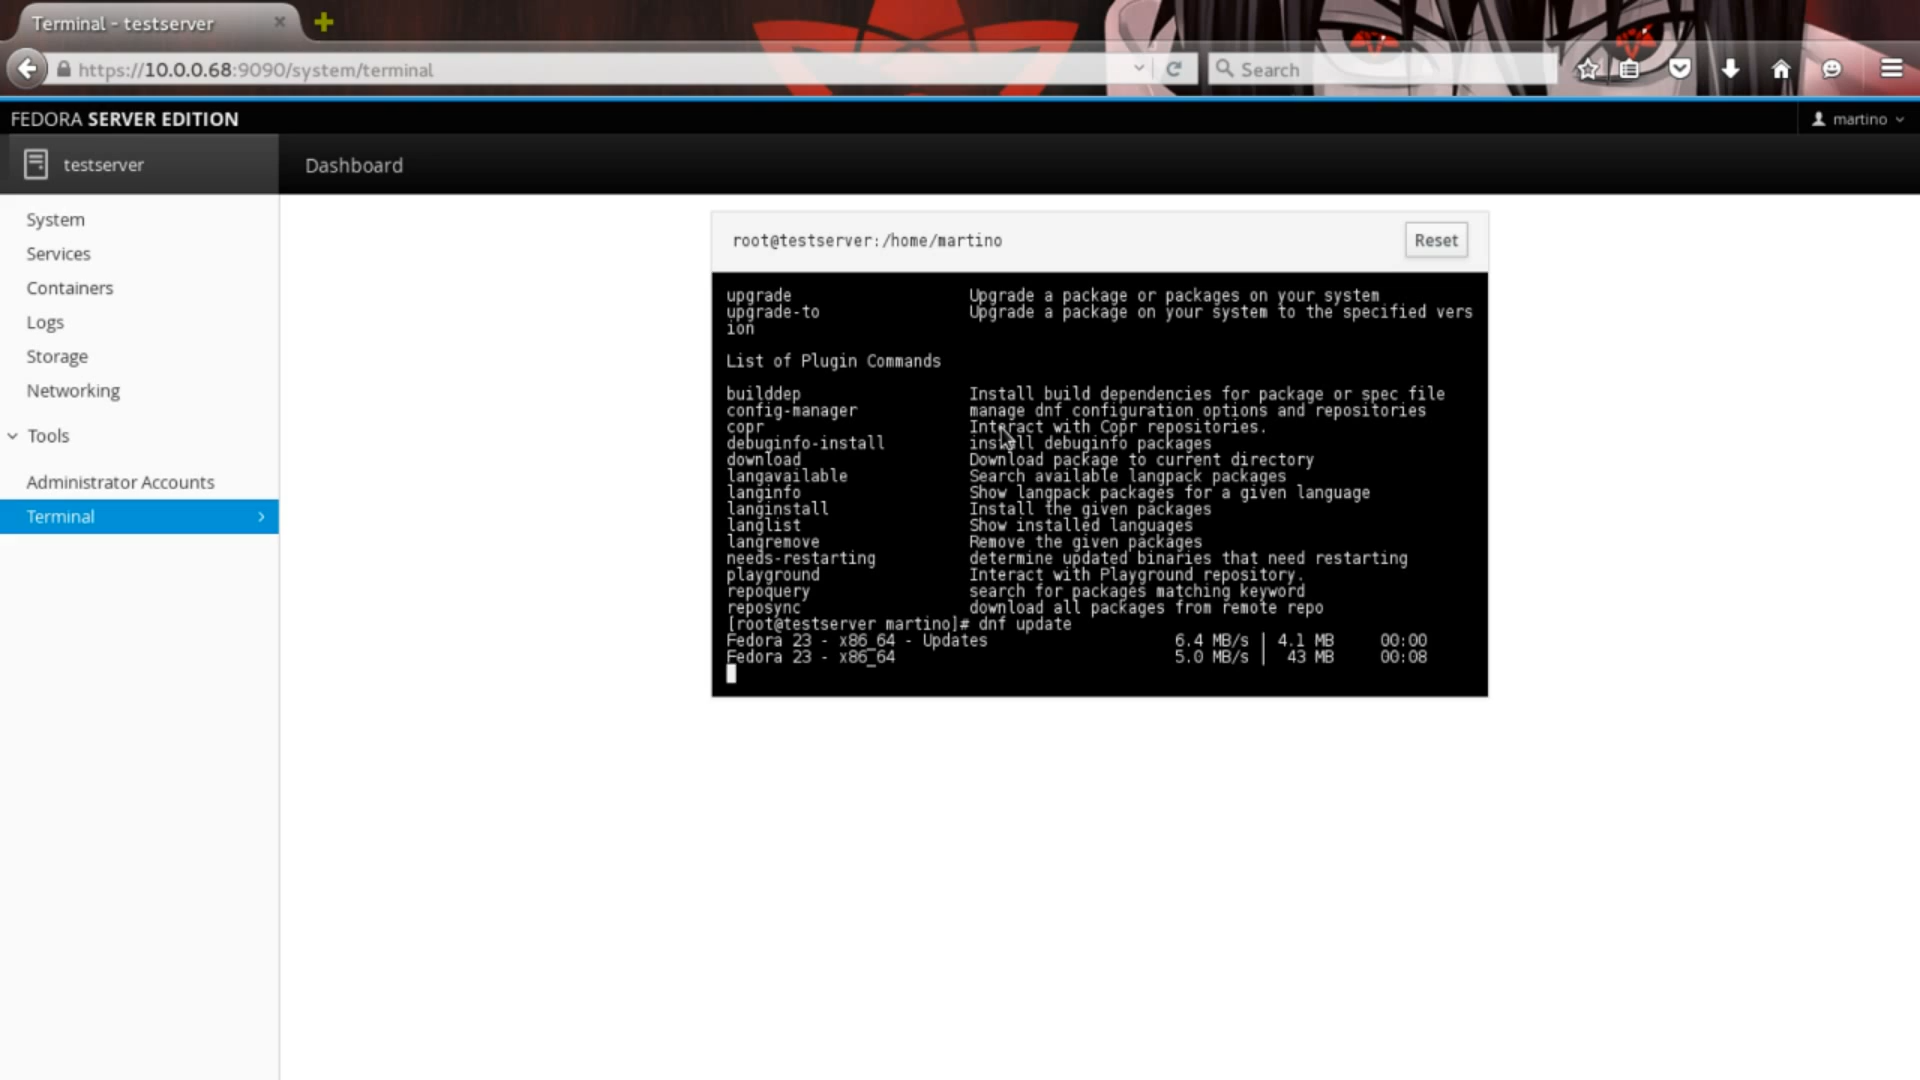 Terminal - testserver
https://10.0.0.68:9090/system/terminal
Search
FEDORA SERVER EDITION
martino
testserver
Dashboard
System
Services
Containers
Logs
Storage
Networking
Tools
Administrator Accounts
Terminal
root@testserver:/home/martino
Reset
upgrade Upgrade a package or packages on your system
upgrade-to Upgrade a package on your system to the specified vers
ion
List of Plugin Commands
builddep Install build dependencies for package or spec file
config-manager manage dnf configuration options and repositories
copr Interact with Copr repositories.
debuginfo-install install debuginfo packages
download Download package to current directory
langavailable Search available langpack packages
langinfo Show langpack packages for a given language
langinstall Install the given packages
langlist Show installed languages
langremove Remove the given packages
needs-restarting determine updated binaries that need restarting
playground Interact with Playground repository.
repoquery search for packages matching keyword
reposync download all packages from remote repo
[root@testserver martino]# dnf update
Fedora 23 - x86_64 - Updates 6.4 MB/s | 4.1 MB 00:00
Fedora 23 - x86_64 5.0 MB/s | 43 MB 00:08